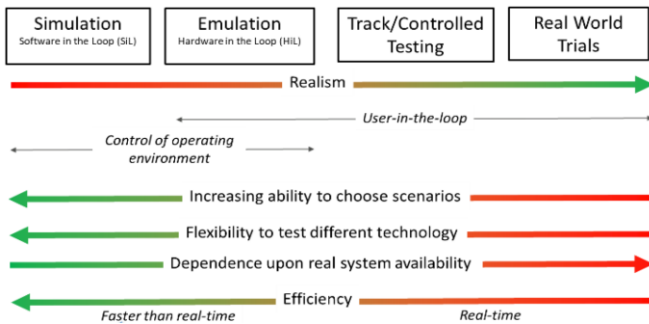 Simulation
Software in the Loop (SiL)
Emulation
Hardware in the Loop (HiL)
Track/Controlled
Testing
Real World
Trials
Realism
User-in-the-loop
Control of operating
environment
Increasing ability to choose scenarios
Flexibility to test different technology
Dependence upon real system availability
Efficiency
Faster than real-time
Real-time